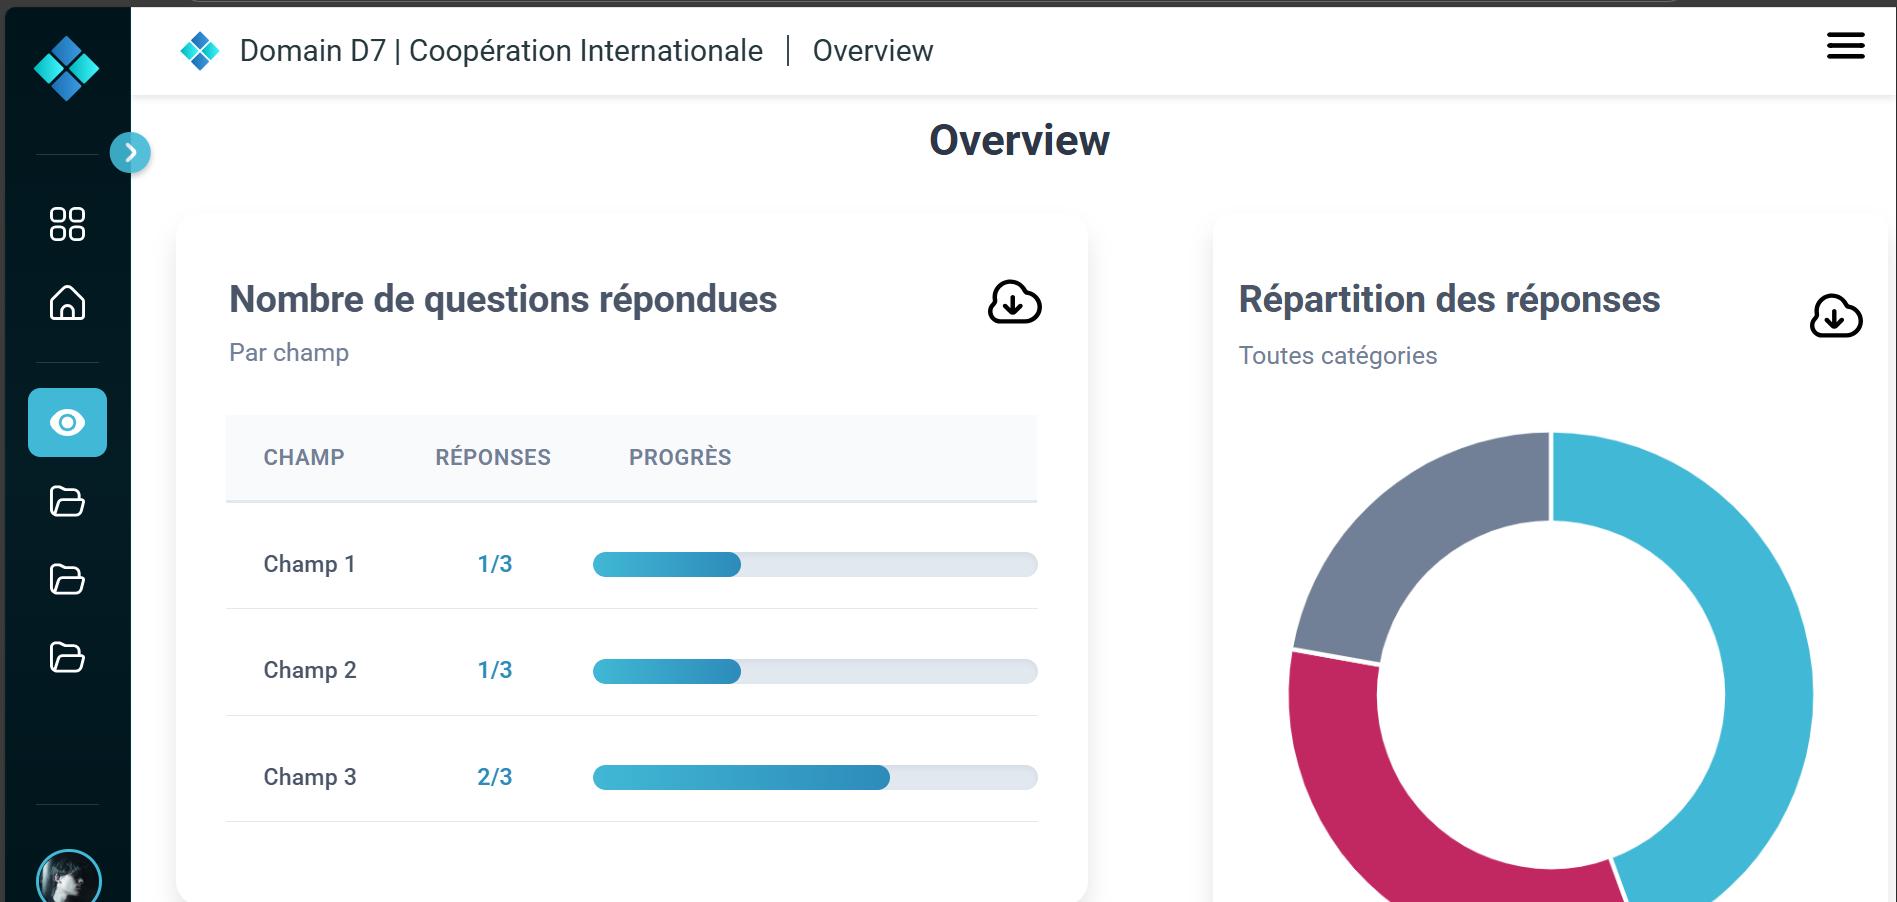 Domain D7 | Coopération Internationale | Overview
Overview
Nombre de questions répondues
Par champ
CHAMP RÉPONSES PROGRÈS
Champ 1 1/3
Champ 2 1/3
Champ 3 2/3
Répartition des réponses
Toutes catégories